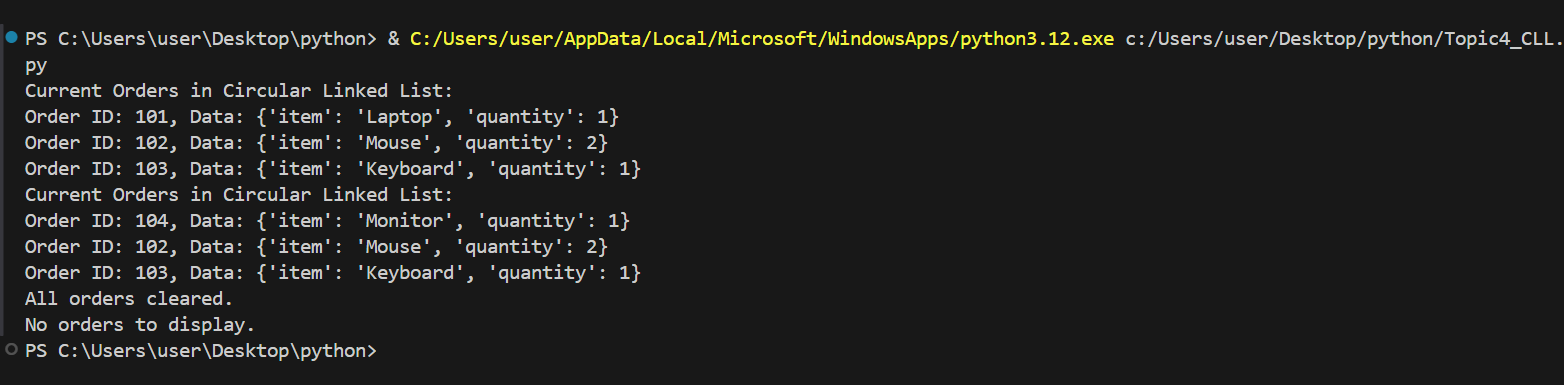 PS C:\Users\user\Desktop\python> & C:/Users/user/AppData/Local/Microsoft/WindowsApps/python3.12.exe c:/Users/user/Desktop/python/Topic4_CLL.
py
Current Orders in Circular Linked List:
Order ID: 101, Data: {'item': 'Laptop', 'quantity': 1}
Order ID: 102, Data: {'item': 'Mouse', 'quantity': 2}
Order ID: 103, Data: {'item': 'Keyboard', 'quantity': 1}
Current Orders in Circular Linked List:
Order ID: 104, Data: {'item': 'Monitor', 'quantity': 1}
Order ID: 102, Data: {'item': 'Mouse', 'quantity': 2}
Order ID: 103, Data: {'item': 'Keyboard', 'quantity': 1}
All orders cleared.
No orders to display.
PS C:\Users\user\Desktop\python>